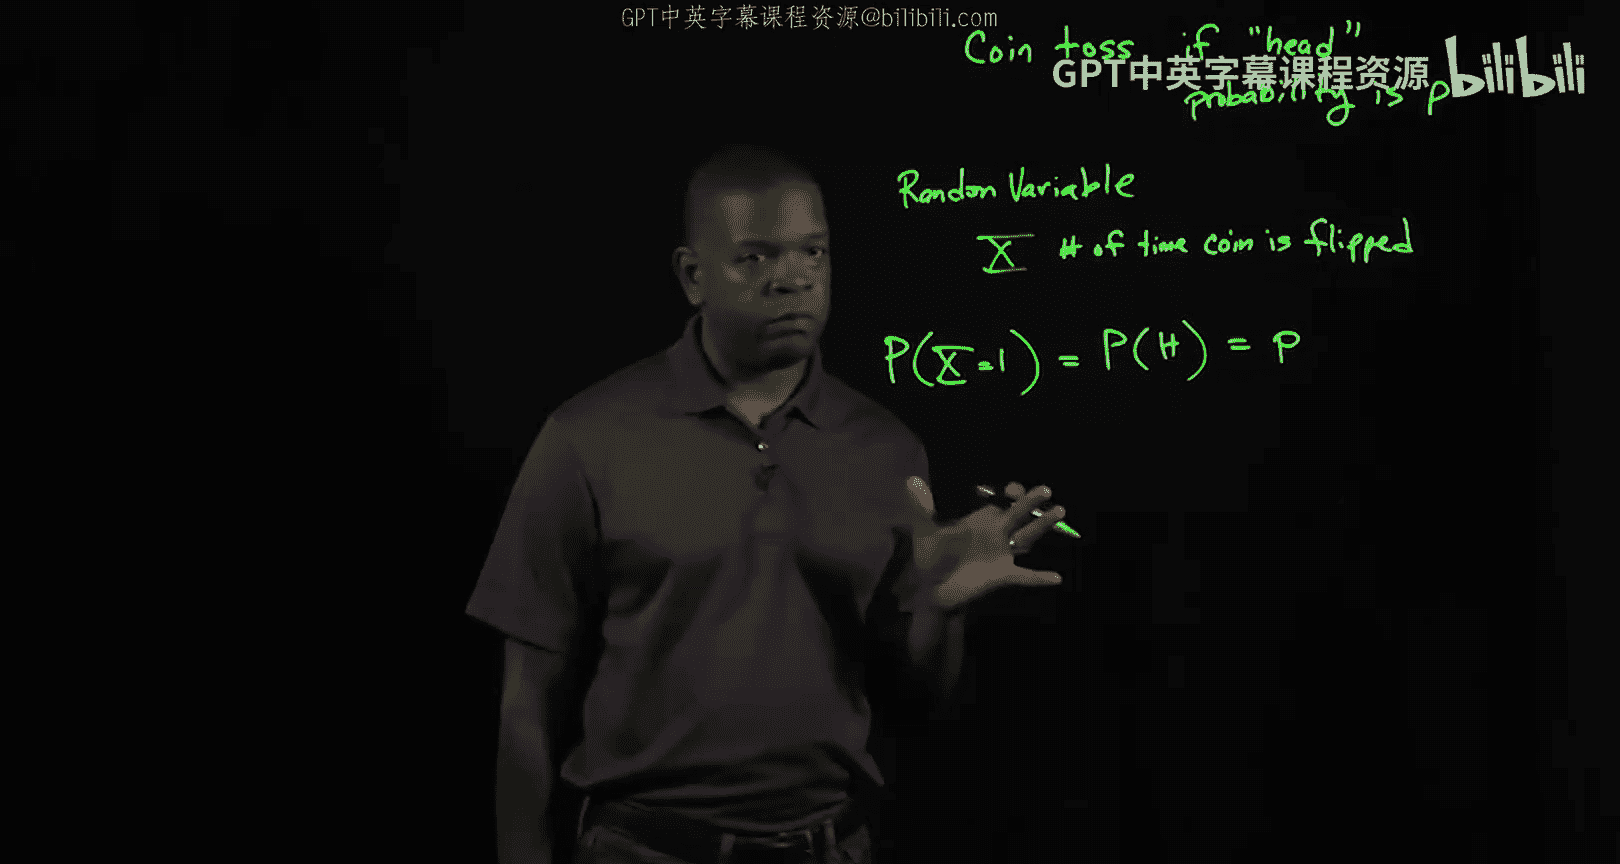 GPT中英字幕课程资源@bilibili.com
Coin toss if "head"
GPT中英字幕课程资源 bilibili
probability is p
Random Variable
X # of time coin is flipped
P(X=1) = P(H) = p